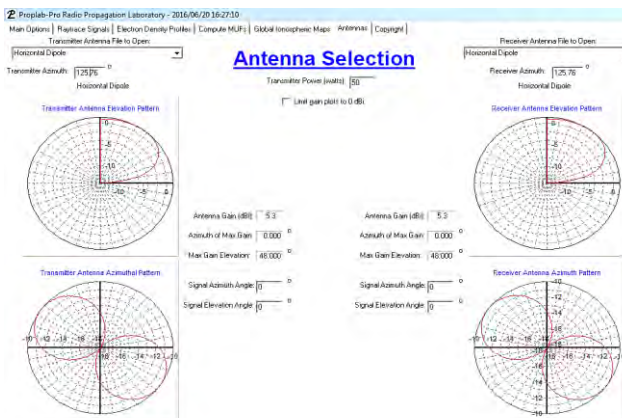 Proplab-Pro Radio Propagation Laboratory - 2016/06/20 16:27:10
Main Options | Raytrace Signals | Electron Density Profiles | Compute MUFs | Global Ionospheric Maps | Antennas | Copyright |
Transmitter Antenna File to Open:
Horizontal Dipole
Transmitter Azimuth: 125.76 °
Horizontal Dipole
Antenna Selection
Transmitter Power (watts): 50
Limit gain plots to 0 dBi
Receiver Antenna File to Open:
Horizontal Dipole
Receiver Azimuth: 125.76 °
Horizontal Dipole
Transmitter Antenna Elevation Pattern
Receiver Antenna Elevation Pattern
Antenna Gain (dBi): 5.3
Azimuth of Max Gain: 0.000 °
Max Gain Elevation: 48.000 °
Signal Azimuth Angle: 0 °
Signal Elevation Angle: 0 °
Antenna Gain (dBi): 5.3
Azimuth of Max Gain: 0.000 °
Max Gain Elevation: 48.000 °
Signal Azimuth Angle: 0 °
Signal Elevation Angle: 0 °
Transmitter Antenna Azimuthal Pattern
Receiver Antenna Azimuth Pattern